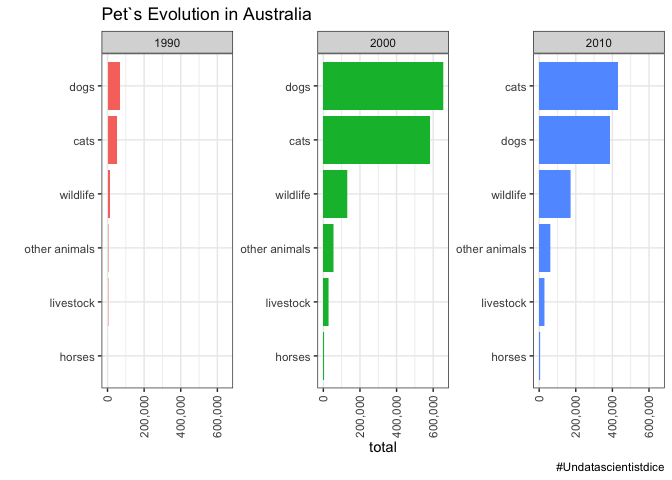 Pet`s Evolution in Australia
1990
dogs
cats
wildlife
other animals
livestock
horses
0
200,000
400,000
600,000
2000
dogs
cats
wildlife
other animals
livestock
horses
0
200,000
400,000
600,000
2010
cats
dogs
wildlife
other animals
livestock
horses
0
200,000
400,000
600,000
total
#Undatascientistdice